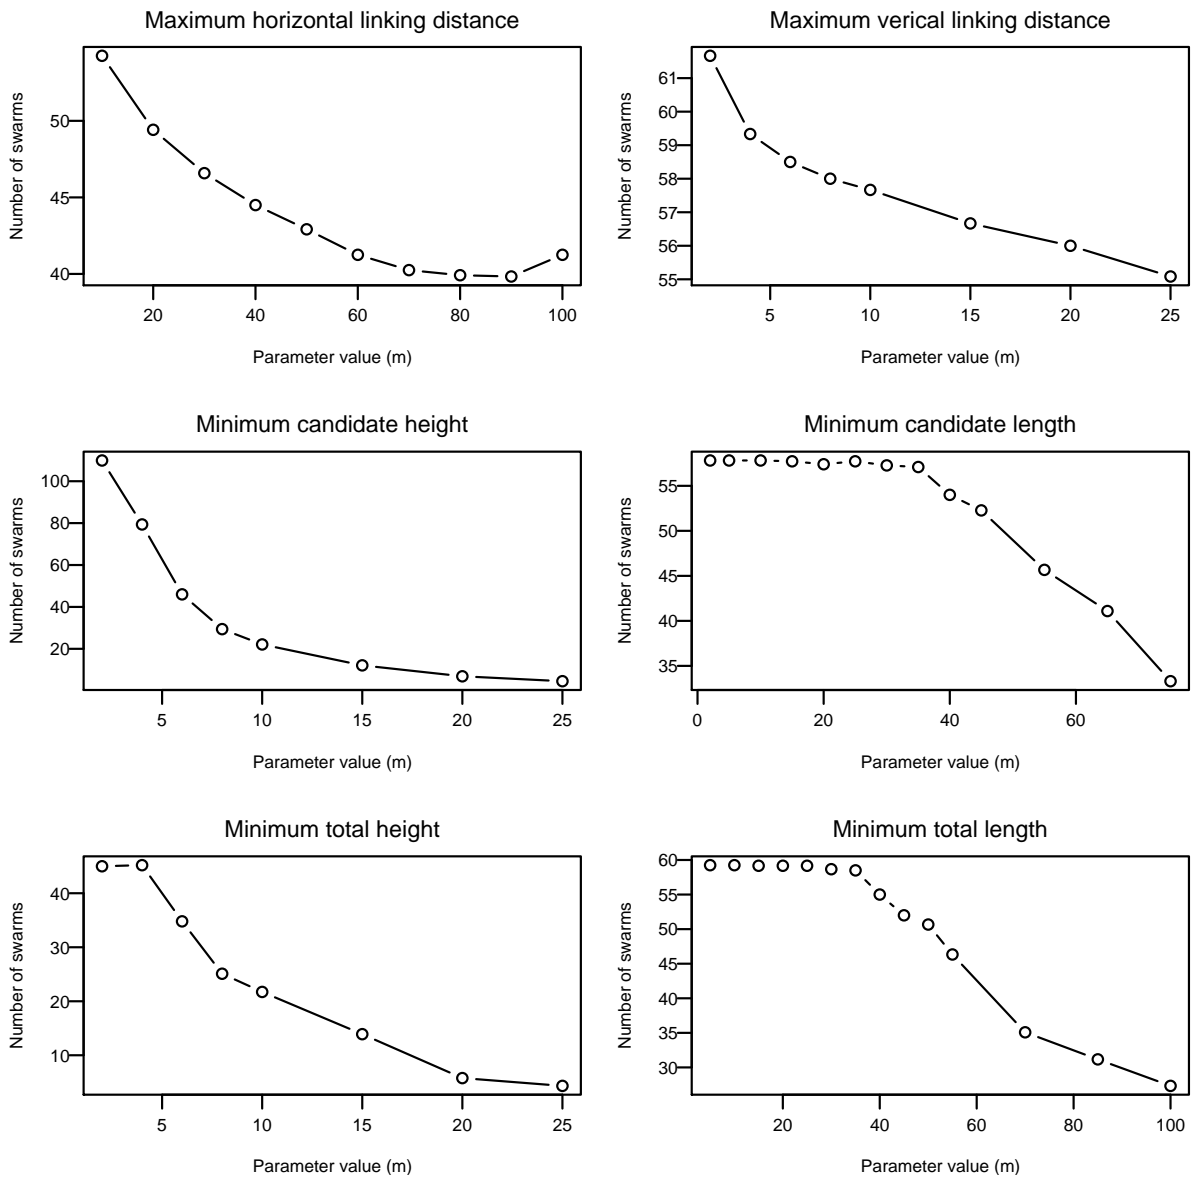 Maximum horizontal linking distance
Number of swarms
50
45
40
20 40 60 80 100
Parameter value (m)
Maximum verical linking distance
Number of swarms
61
60
59
58
57
56
55
5 10 15 20 25
Parameter value (m)
Minimum candidate height
Number of swarms
100
80
60
40
20
5 10 15 20 25
Parameter value (m)
Minimum candidate length
Number of swarms
55
50
45
40
35
0 20 40 60
Parameter value (m)
Minimum total height
Number of swarms
40
30
20
10
5 10 15 20 25
Parameter value (m)
Minimum total length
Number of swarms
60
55
50
45
40
35
30
20 40 60 80 100
Parameter value (m)